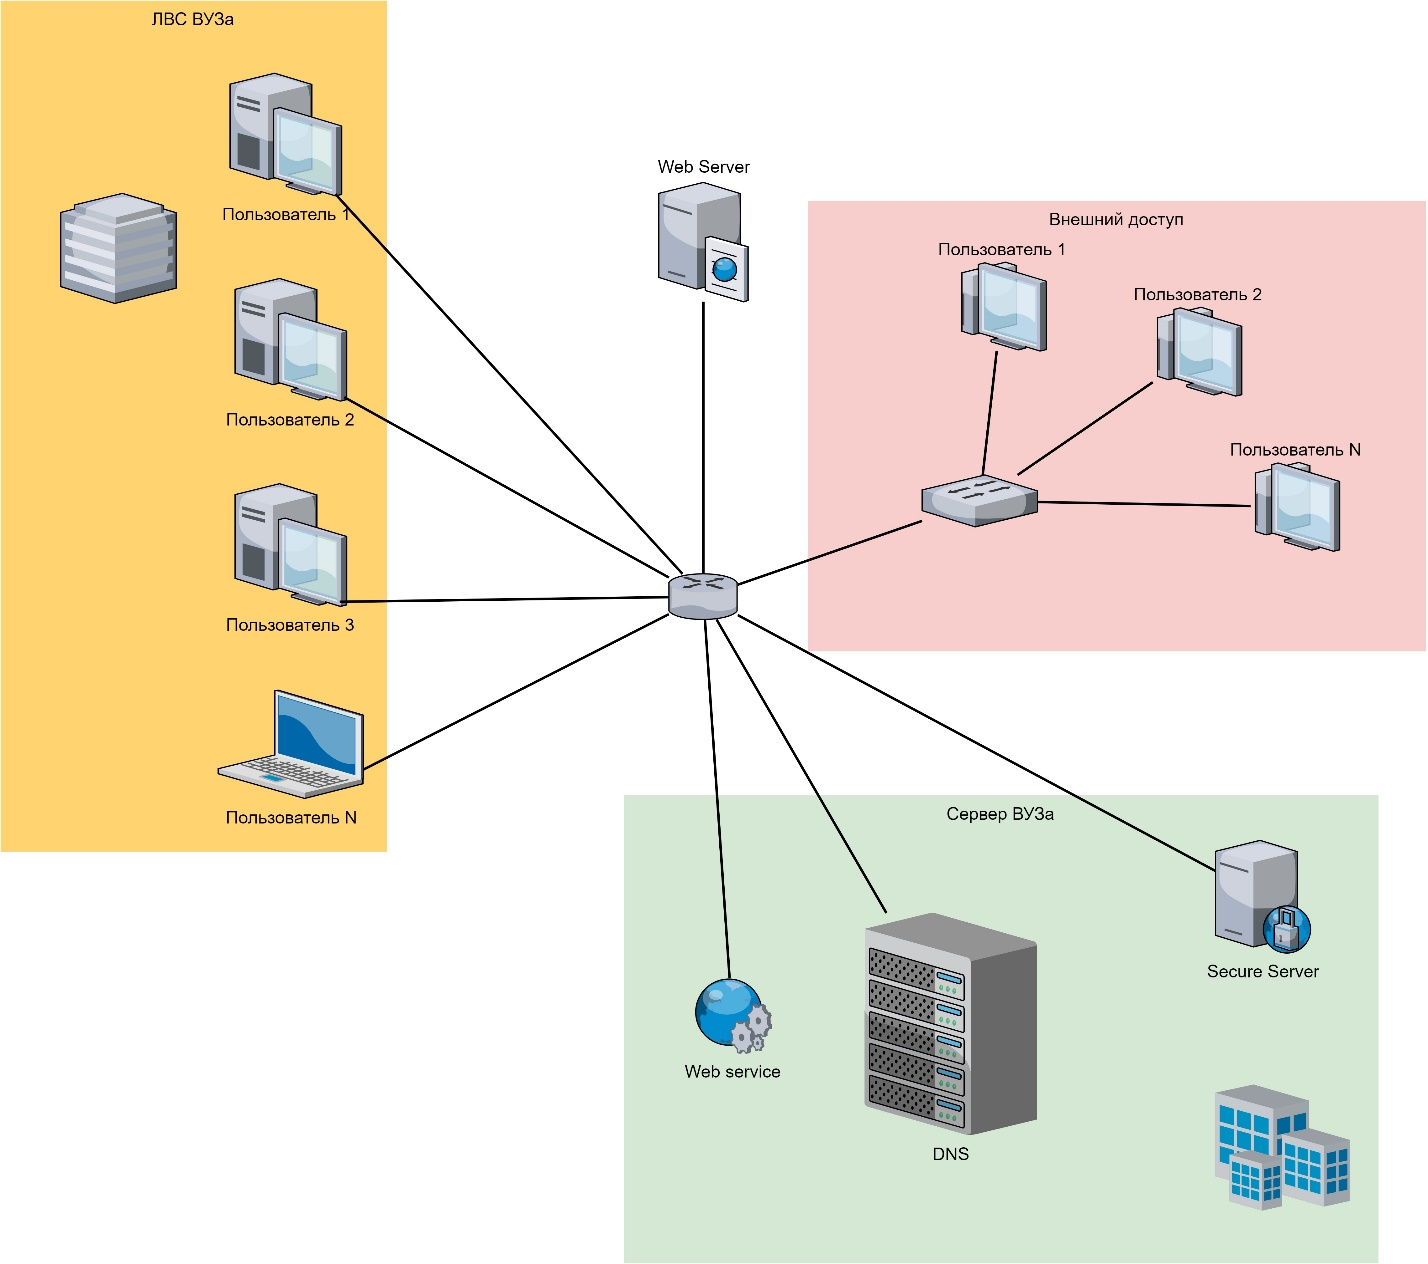 ЛВС ВУЗа
Пользователь 1
Пользователь 2
Пользователь 3
Пользователь N
Web Server
Внешний доступ
Пользователь 1
Пользователь 2
Пользователь N
Сервер ВУЗа
Secure Server
Web service
DNS